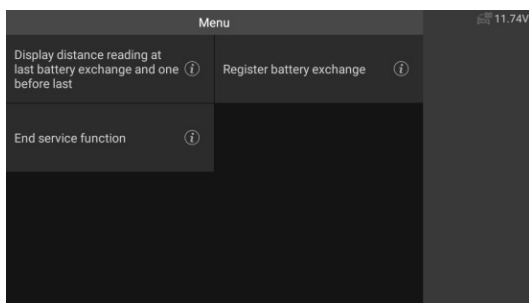 Menu
11.74V
Display distance reading at
last battery exchange and one
before last
Register battery exchange
End service function